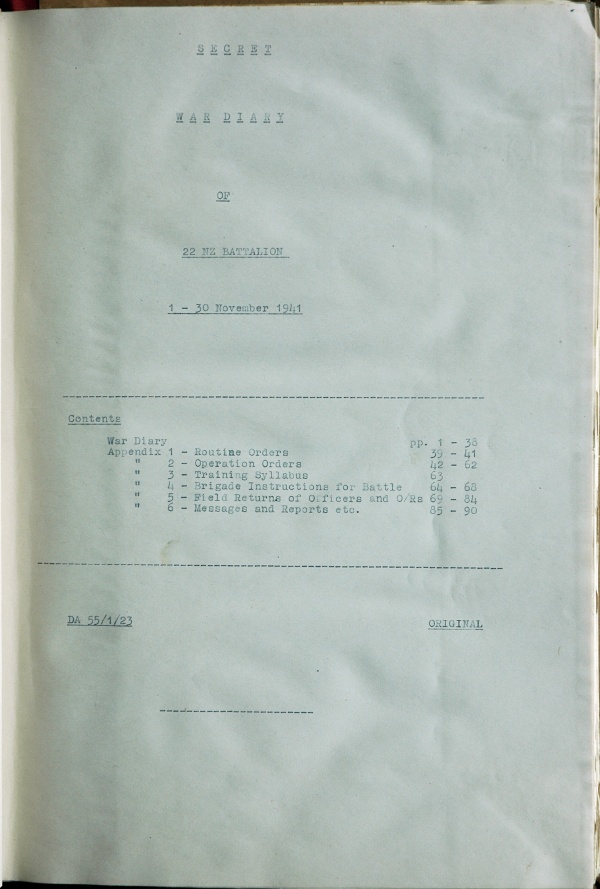 SECRET
WAR DIARY
OF
22 NZ BATTALION
1 - 30 November 1941
Contents
War Diary pp. 1 - 38
Appendix 1 - Routine Orders 39 - 41
" 2 - Operation Orders 42 - 62
" 3 - Training Syllabus 63
" 4 - Brigade Instructions for Battle 64 - 68
" 5 - Field Returns of Officers and O/Rs 69 - 84
" 6 - Messages and Reports etc. 85 - 90
DA 55/1/23 ORIGINAL